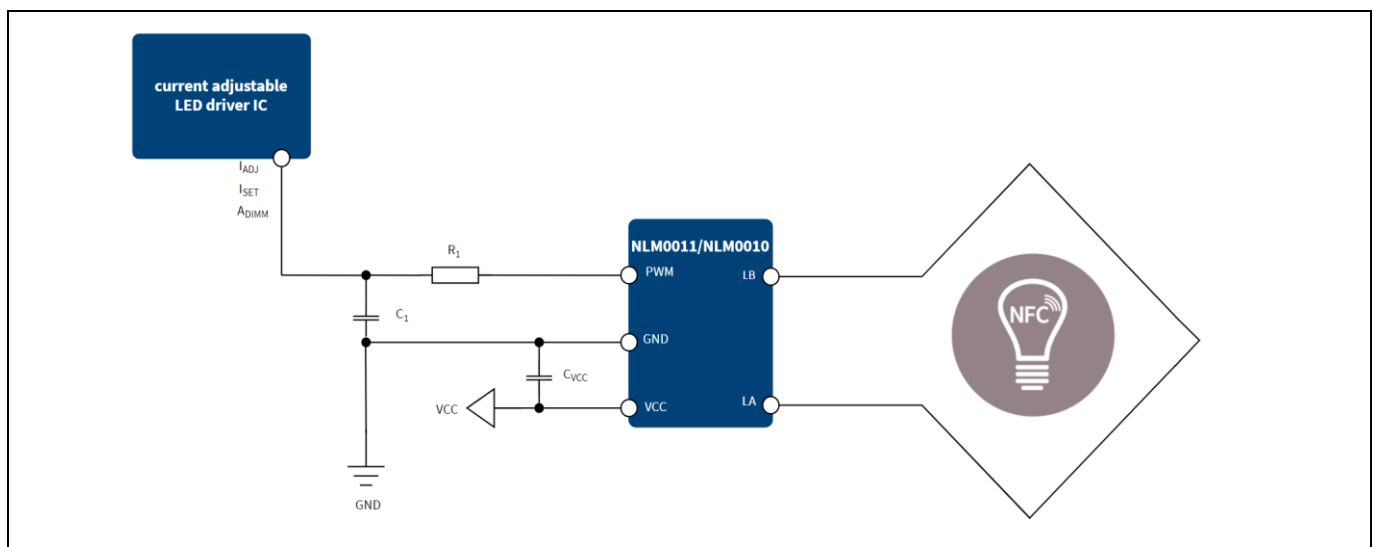 current adjustable
LED driver IC
IADJ
ISET
ADIMM
R1
C1
NLM0011/NLM0010
PWM
LB
GND
CVCC
VCC
VCC
LA
NFC
GND